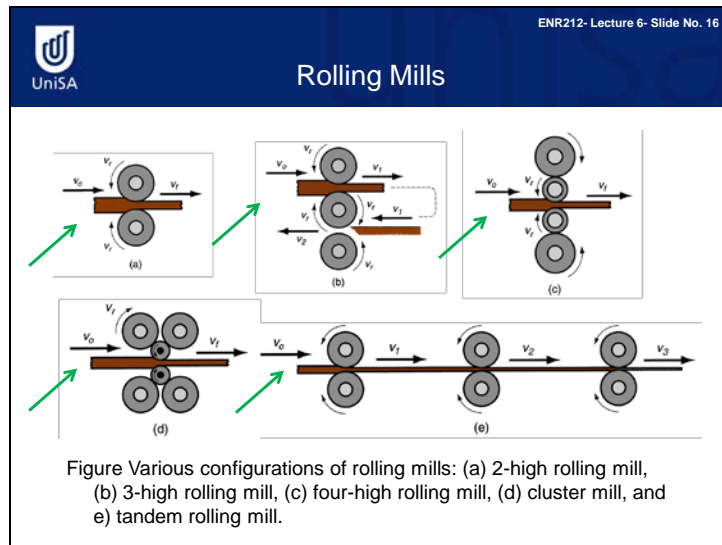 ENR212- Lecture 6- Slide No. 16
UniSA
Rolling Mills
v_r
v_o
v_f
v_r
(a)
v_r
v_o
v_1
v_r
v_r
v_1
v_2
v_r
(b)
v_o
v_r
v_f
v_r
(c)
v_r
v_o
v_f
(d)
v_o
v_1
v_2
v_3
(e)
Figure Various configurations of rolling mills: (a) 2-high rolling mill,
(b) 3-high rolling mill, (c) four-high rolling mill, (d) cluster mill, and
e) tandem rolling mill.